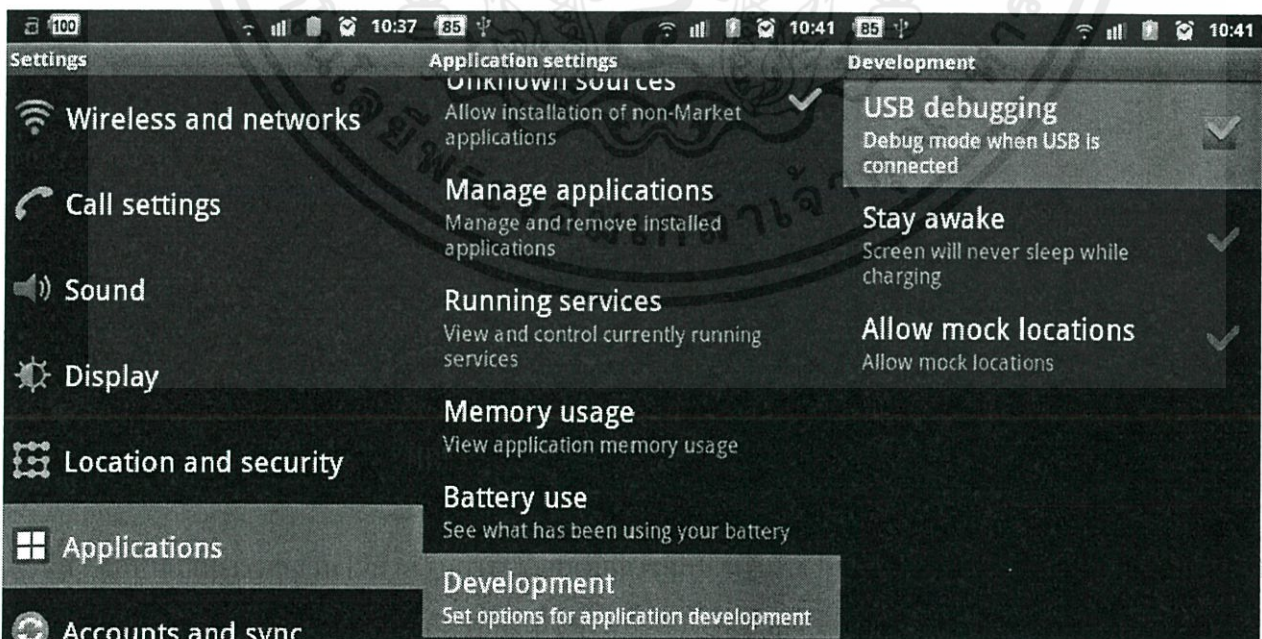 100
10:37
Settings
Wireless and networks
Call settings
Sound
Display
Location and security
Applications
Accounts and sync
85
10:41
Application settings
Unknown sources
Allow installation of non-Market
applications
Manage applications
Manage and remove installed
applications
Running services
View and control currently running
services
Memory usage
View application memory usage
Battery use
See what has been using your battery
Development
Set options for application development
85
10:41
Development
USB debugging
Debug mode when USB is
connected
Stay awake
Screen will never sleep while
charging
Allow mock locations
Allow mock locations